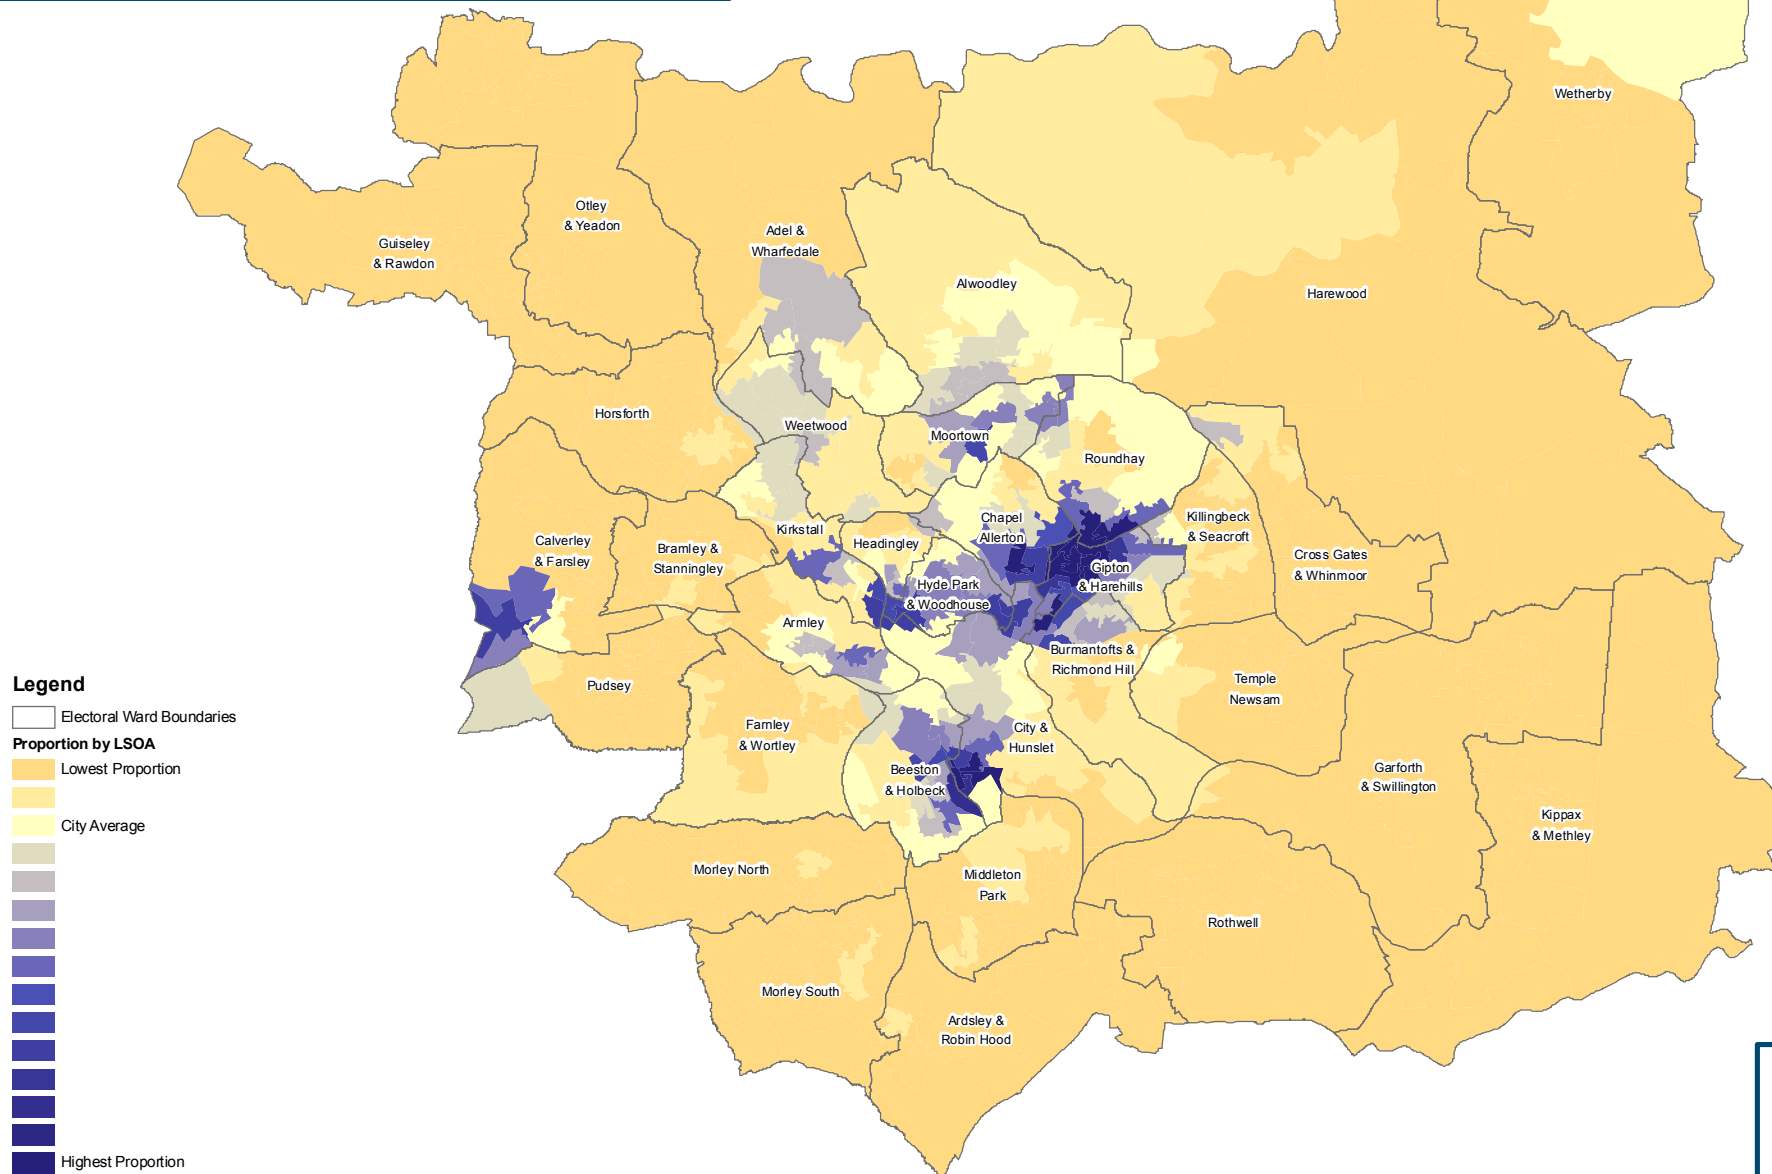 Wetherby
Otley
& Yeadon
Guiseley
& Rawdon
Adel &
Wharfedale
Alwoodley
Harewood
Horsforth
Weetwood
Moortown
Roundhay
Calverley
& Farsley
Bramley &
Stanningley
Kirkstall
Headingley
Chapel
Allerton
Killingbeck
& Seacroft
Cross Gates
& Whinmoor
Hyde Park
& Woodhouse
Gipton
& Harehills
Armley
Burmantofts &
Richmond Hill
Pudsey
Temple
Newsam
Farnley
& Wortley
City &
Hunslet
Beeston
& Holbeck
Garforth
& Swillington
Kippax
& Methley
Morley North
Middleton
Park
Rothwell
Morley South
Ardsley &
Robin Hood
Legend
Electoral Ward Boundaries
Proportion by LSOA
Lowest Proportion
City Average
Highest Proportion